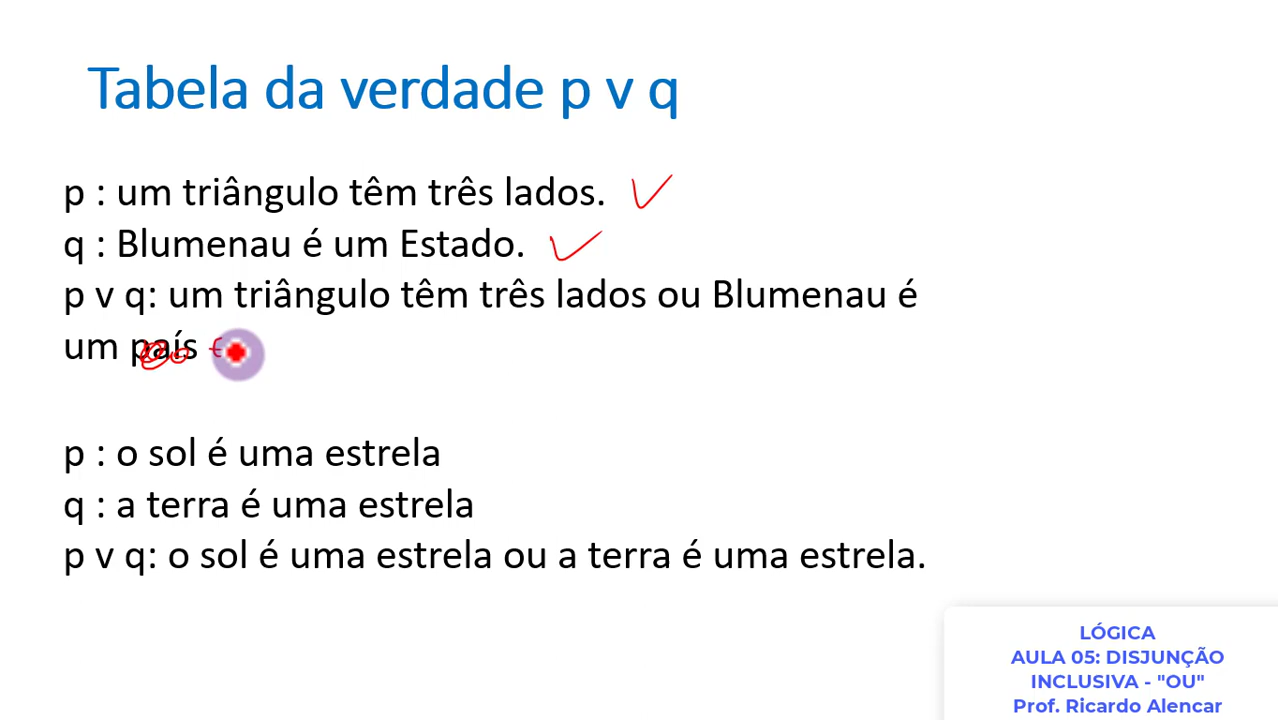 Tabela da verdade p v q
p : um triângulo têm três lados.
q : Blumenau é um Estado.
p v q: um triângulo têm três lados ou Blumenau é
um país
p : o sol é uma estrela
q : a terra é uma estrela
p v q: o sol é uma estrela ou a terra é uma estrela.
LÓGICA
AULA 05: DISJUNÇÃO
INCLUSIVA - "OU"
Prof. Ricardo Alencar